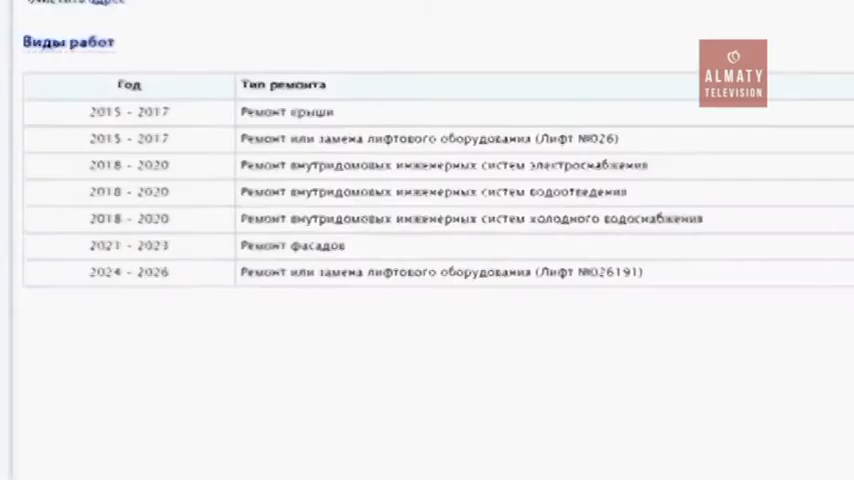 Очистить адрес
Виды работ
Год Тип ремонта
2015 - 2017 Ремонт крыши
2015 - 2017 Ремонт или замена лифтового оборудования (Лифт №026)
2018 - 2020 Ремонт внутридомовых инженерных систем электроснабжения
2018 - 2020 Ремонт внутридомовых инженерных систем водоотведения
2018 - 2020 Ремонт внутридомовых инженерных систем холодного водоснабжения
2021 - 2023 Ремонт фасадов
2024 - 2026 Ремонт или замена лифтового оборудования (Лифт №026191)
ALMATY
TELEVISION